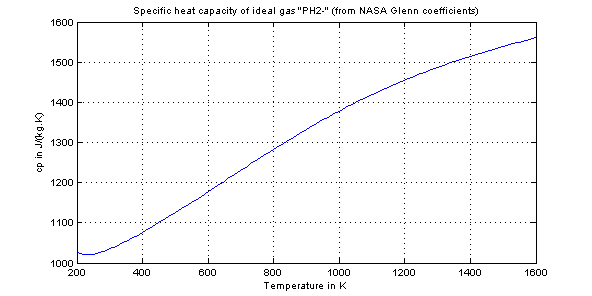 Specific heat capacity of ideal gas "PH2-" (from NASA Glenn coefficients)
1600
1500
1400
1300
1200
1100
1000
cp in J/(kg.K)
200 400 600 800 1000 1200 1400 1600
Temperature in K